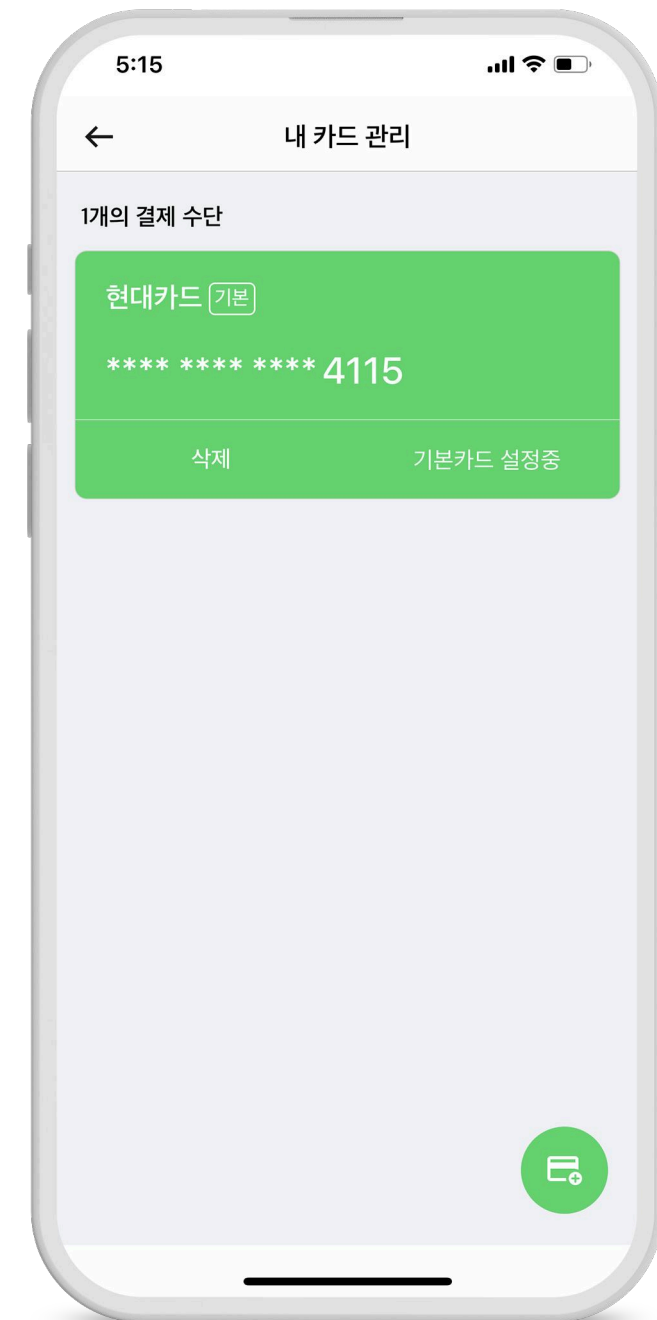 5:15
내 카드 관리
1개의 결제 수단
현대카드 기본
**** **** **** 4115
삭제 기본카드 설정중